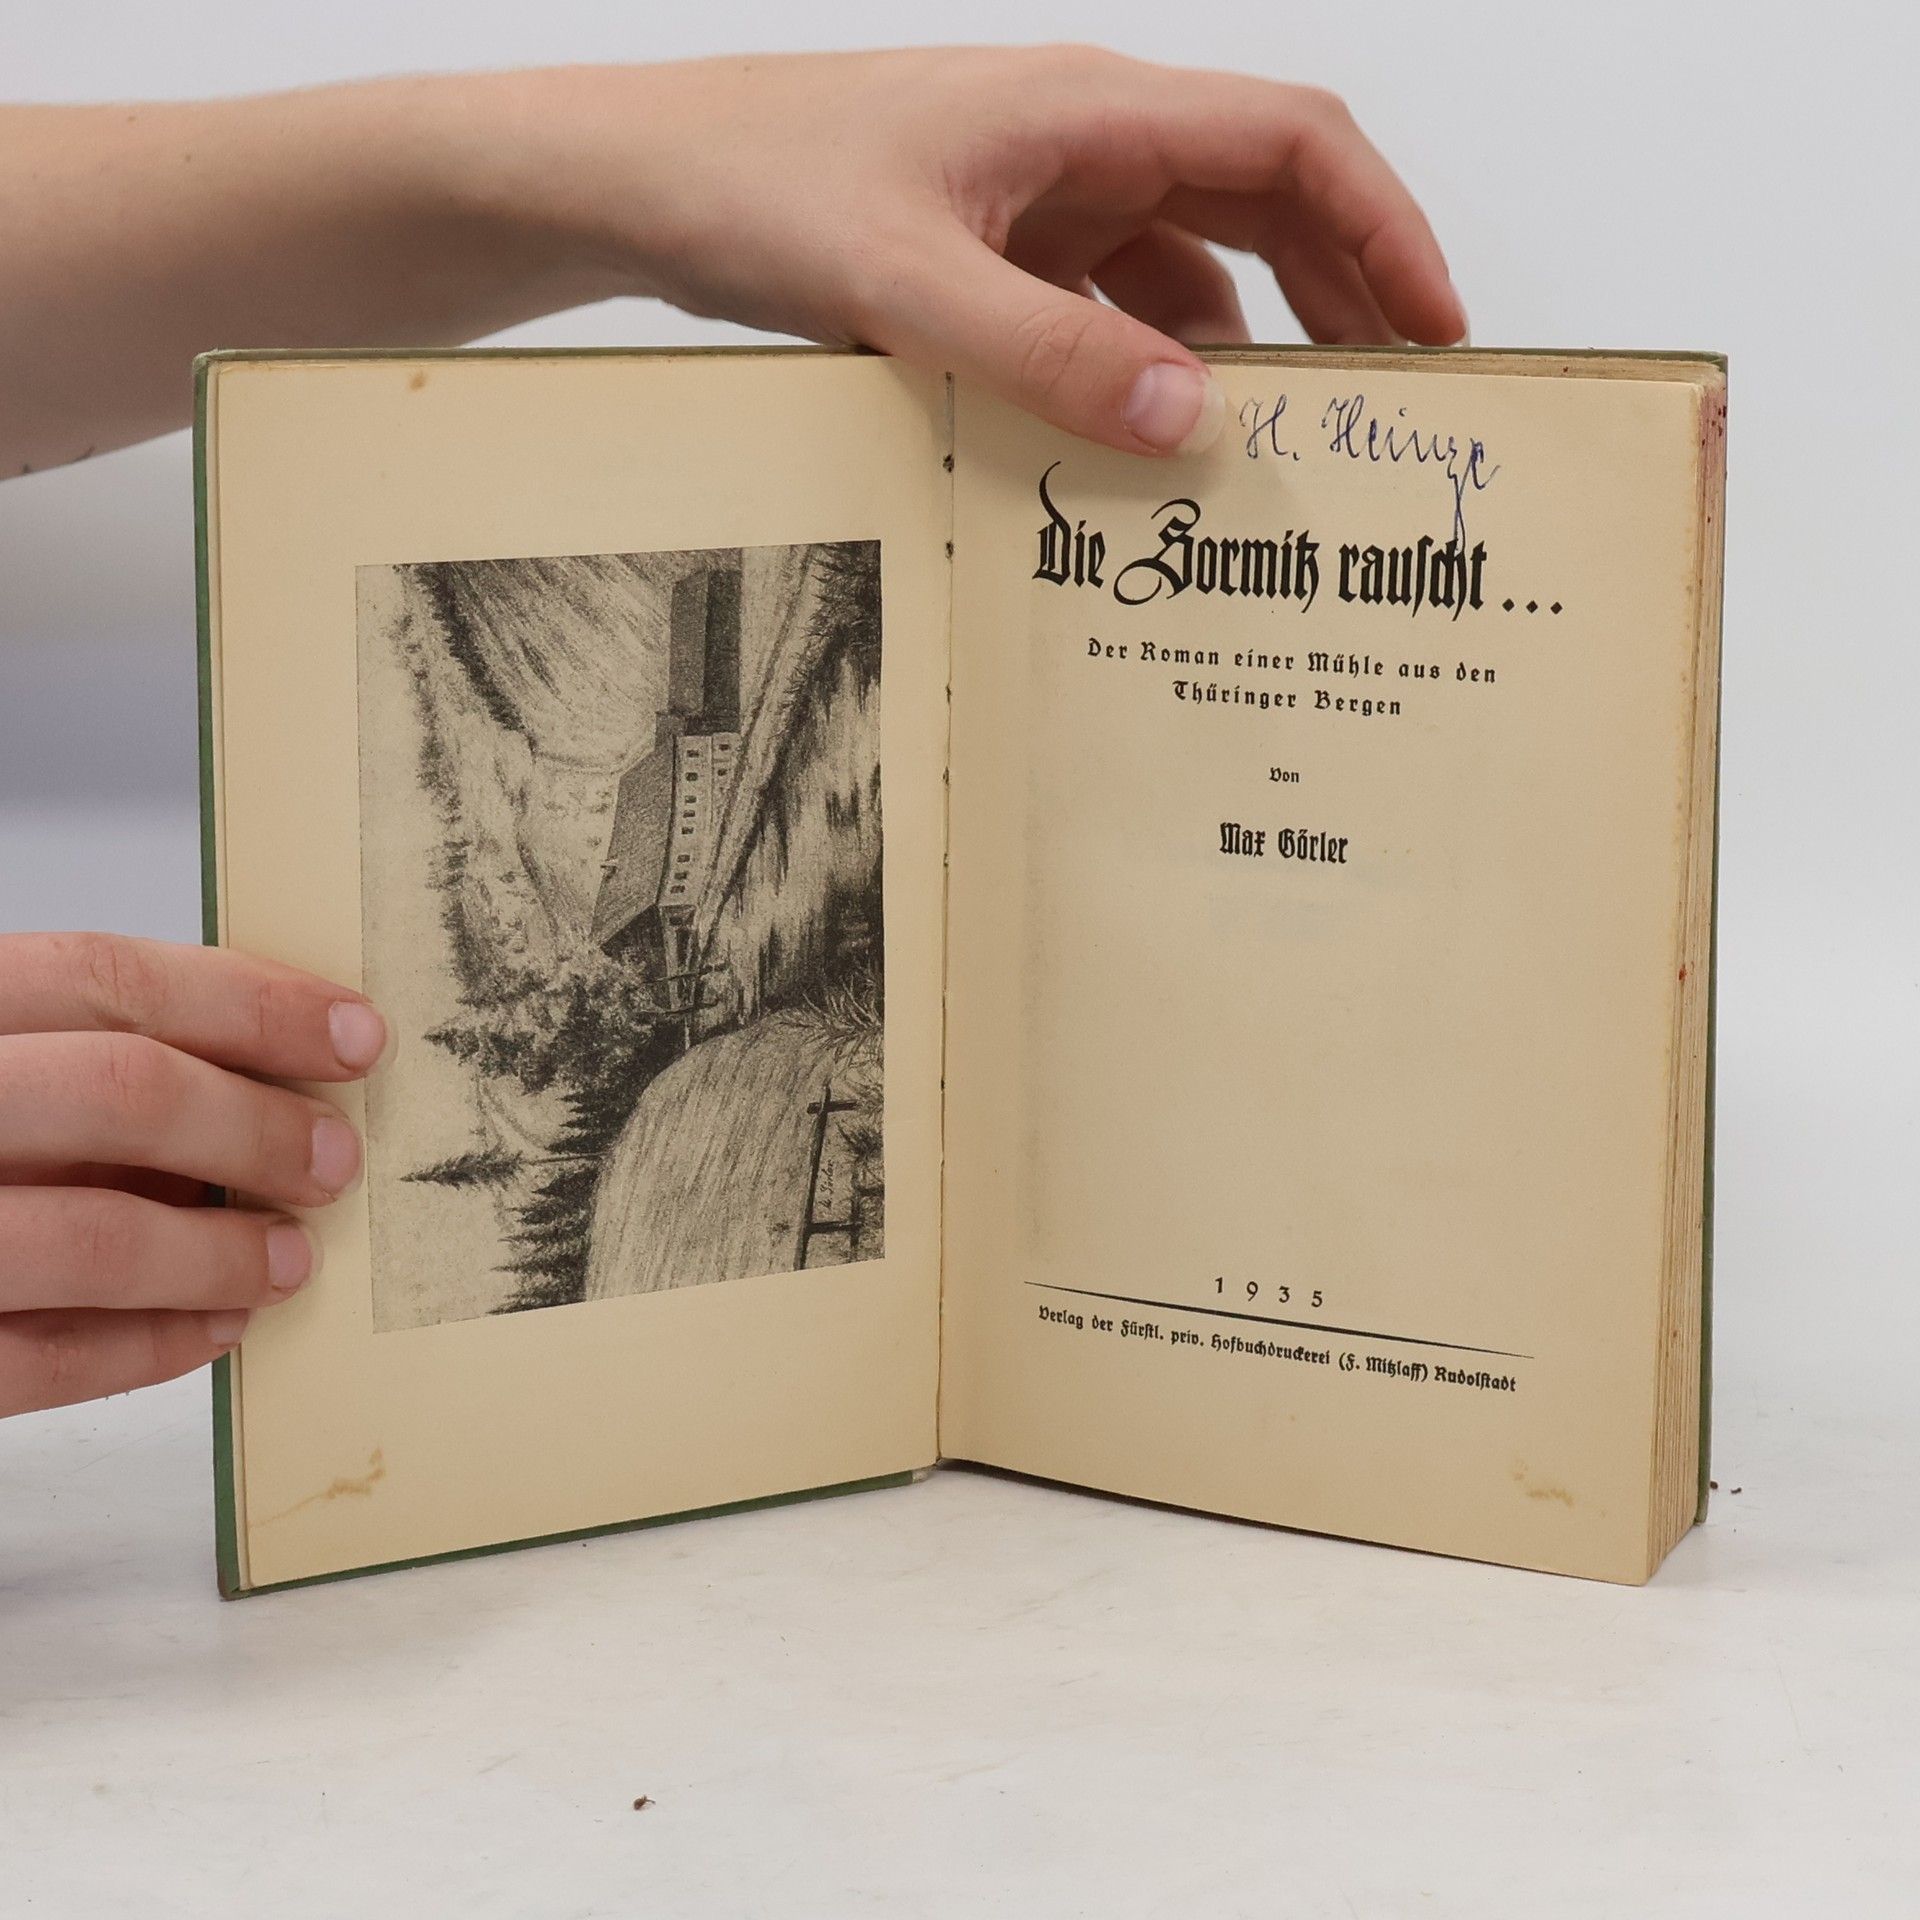 H. Heinze
Die Sormitz rauscht...
Der Roman einer Mühle aus den
Thüringer Bergen
Von
Max Görler
1935
Verlag der Fürstl. priv. Hofbuchdruckerei (F. Mitzlaff) Rudolstadt